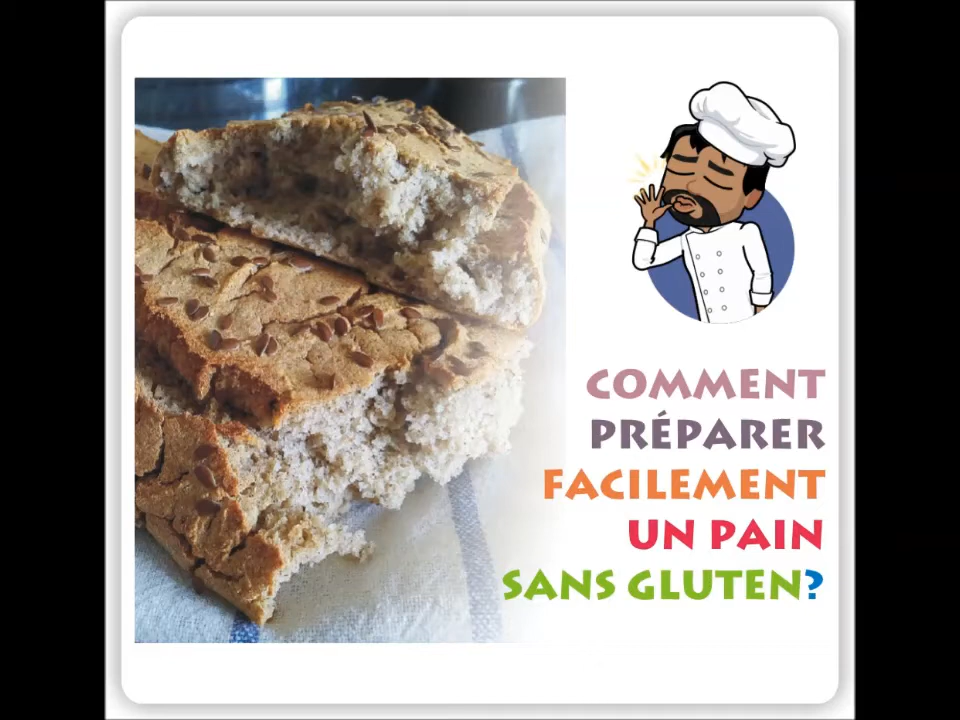 COMMENT
PRÉPARER
FACILEMENT
UN PAIN
SANS GLUTEN?